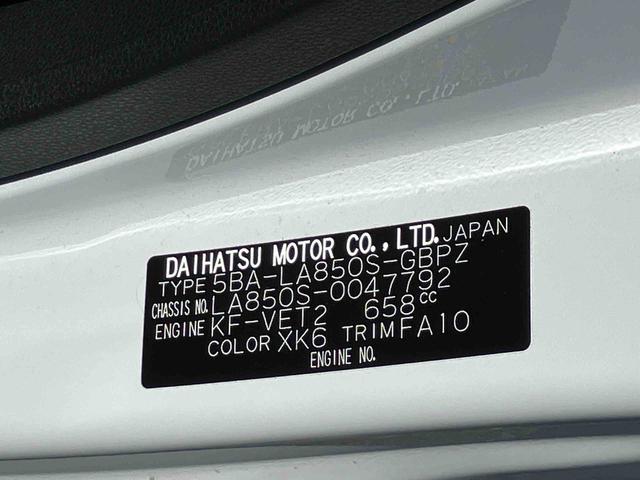 DAIHATSU MOTOR CO.,LTD. JAPAN
TYPE 5BA-LA850S-GBPZ
CHASSIS NO. LA850S-0047792
ENGINE KF-VET2 658CC
COLOR XK6 TRIM FA10
ENGINE NO.